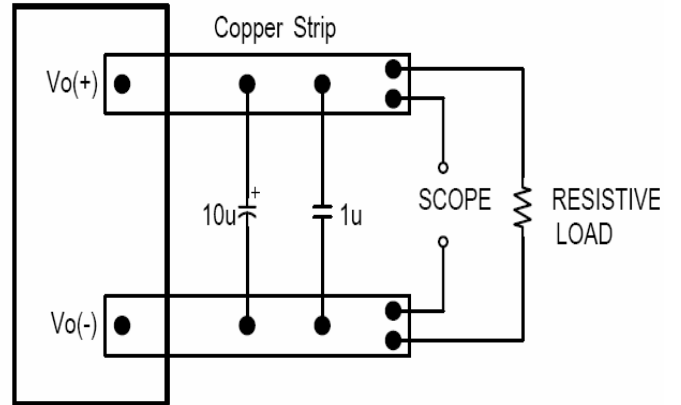 Copper Strip
Vo(+)
+
10u
1u
SCOPE
RESISTIVE
LOAD
Vo(-)